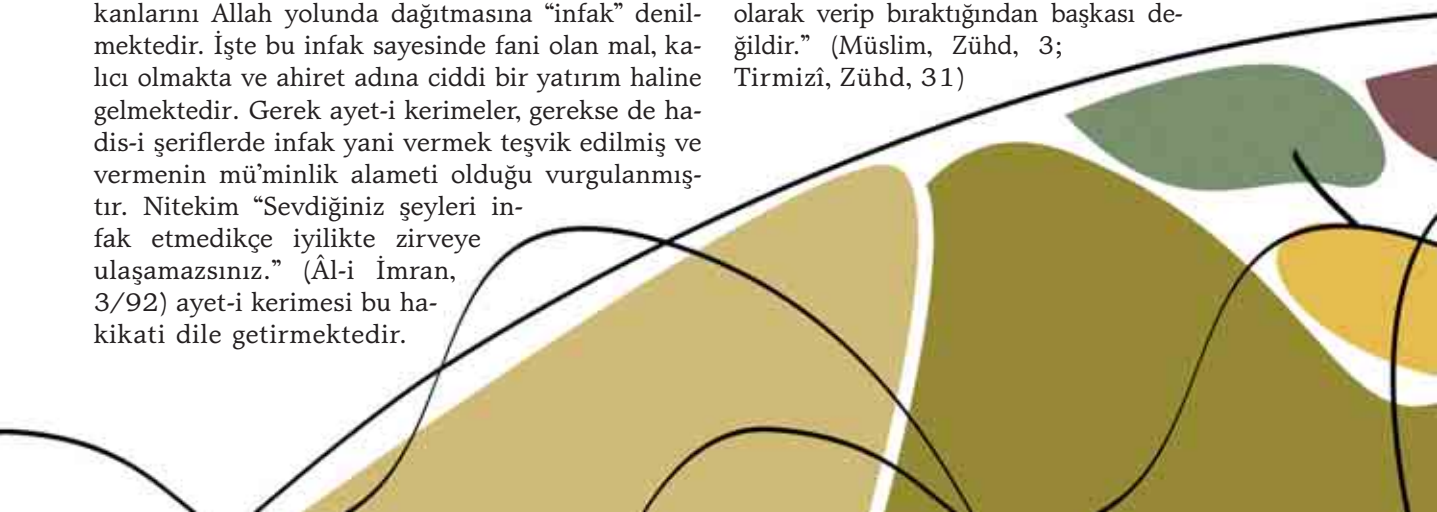 kanlarını Allah yolunda dağıtmasına “infak” denil-
mektedir. İşte bu infak sayesinde fani olan mal, ka-
lıcı olmakta ve ahiret adına ciddi bir yatırım haline
gelmektedir. Gerek ayet-i kerimeler, gerekse de ha-
dis-i şeriflerde infak yani vermek teşvik edilmiş ve
vermenin mü’minlik alameti olduğu vurgulanmış-
tır. Nitekim “Sevdiğiniz şeyleri in-
fak etmedikçe iyilikte zirveye
ulaşamazsınız.” (Âl-i İmran,
3/92) ayet-i kerimesi bu ha-
kikati dile getirmektedir.
olarak verip bıraktığından başkası de-
ğildir.” (Müslim, Zühd, 3;
Tirmizî, Zühd, 31)